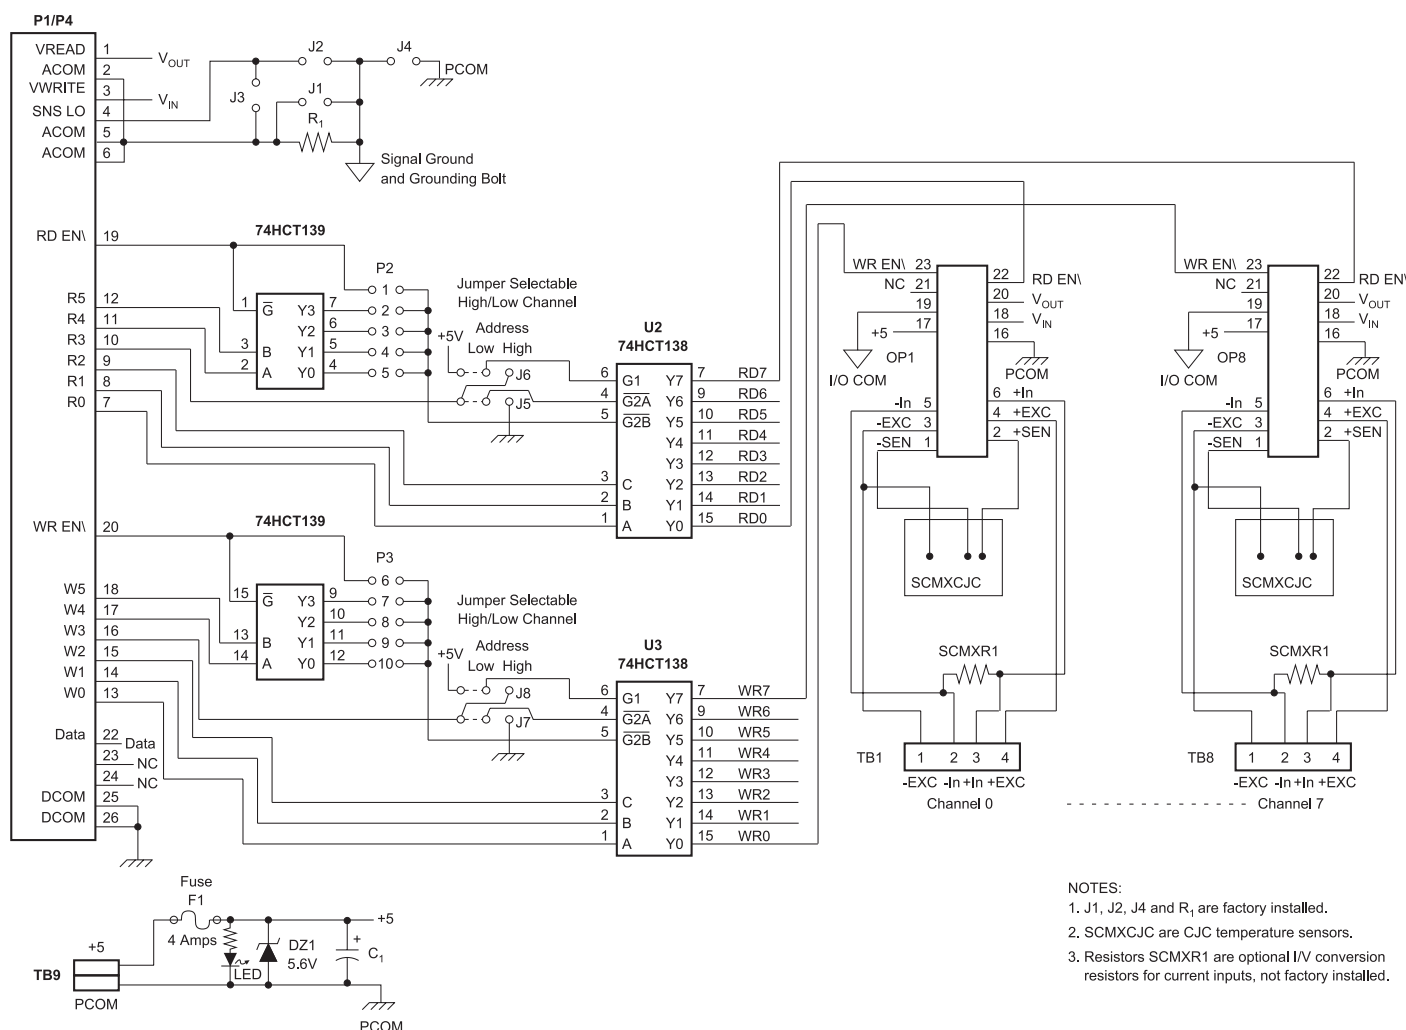 P1/P4
VREAD 1 VOUT
ACOM 2
VWRITE 3 VIN
SNS LO 4
ACOM 5
ACOM 6
J2 J4
PCOM
J3 J1
R1
Signal Ground
and Grounding Bolt
RD EN\ 19
R5 12
R4 11
R3 10
R2 9
R1 8
R0 7
74HCT139
1 G Y3 7
Y2 6
3 B Y1 5
2 A Y0 4
P2
1
2
3
4
5
Jumper Selectable
High/Low Channel
Address
+5V Low High
J6
J5
U2
74HCT138
6 G1 Y7 7 RD7
4 G2A Y6 9 RD6
5 G2B Y5 10 RD5
Y4 11 RD4
Y3 12 RD3
3 C Y2 13 RD2
2 B Y1 14 RD1
1 A Y0 15 RD0
WR EN\ 20
W5 18
W4 17
W3 16
W2 15
W1 14
W0 13
Data 22 Data
23 NC
24 NC
DCOM 25
DCOM 26
74HCT139
15 G Y3 9
Y2 10
13 B Y1 11
14 A Y0 12
P3
6
7
8
9
10
Jumper Selectable
High/Low Channel
Address
+5V Low High
J8
J7
U3
74HCT138
6 G1 Y7 7 WR7
4 G2A Y6 9 WR6
5 G2B Y5 10 WR5
Y4 11 WR4
Y3 12 WR3
3 C Y2 13 WR2
2 B Y1 14 WR1
1 A Y0 15 WR0
WR EN\ 23
NC 21
19
+5 17
OP1
I/O COM
22 RD EN\
20 VOUT
18 VIN
16
PCOM
-In 5
-EXC 3
-SEN 1
6 +In
4 +EXC
2 +SEN
SCMXCJC
SCMXR1
TB1 1 2 3 4
-EXC -In +In +EXC
Channel 0
WR EN\ 23
NC 21
19
+5 17
OP8
I/O COM
22 RD EN\
20 VOUT
18 VIN
16
PCOM
-In 5
-EXC 3
-SEN 1
6 +In
4 +EXC
2 +SEN
SCMXCJC
SCMXR1
TB8 1 2 3 4
-EXC -In +In +EXC
Channel 7
Fuse
F1
4 Amps
+5
TB9
PCOM
LED
DZ1
5.6V
+
C1
+5
PCOM
NOTES:
1. J1, J2, J4 and R1 are factory installed.
2. SCMXCJC are CJC temperature sensors.
3. Resistors SCMXR1 are optional I/V conversion
resistors for current inputs, not factory installed.